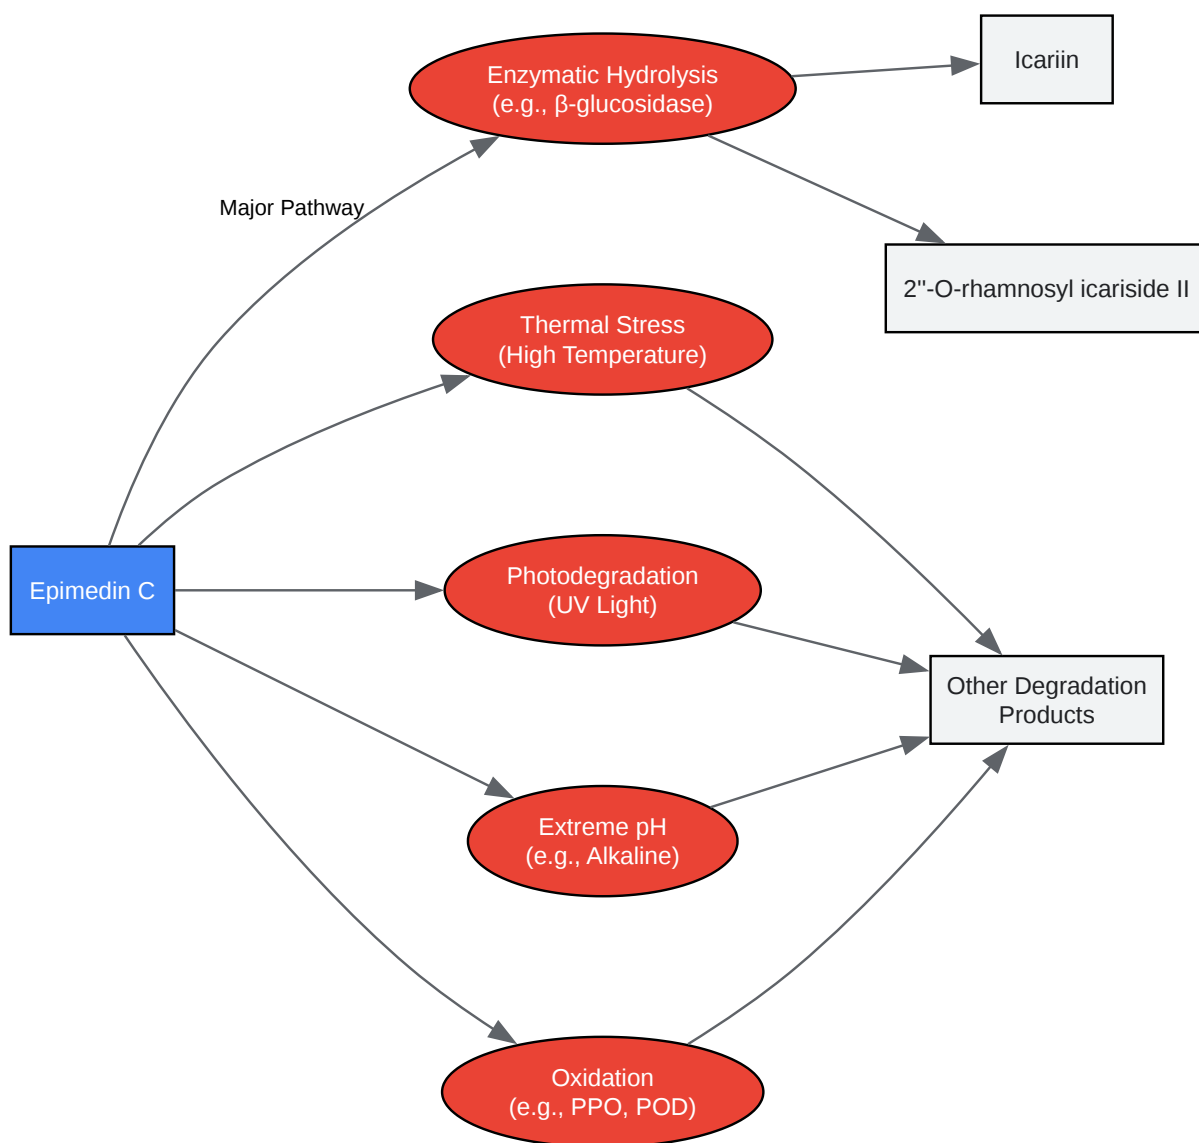 Enzymatic Hydrolysis
(e.g., β-glucosidase)
Icariin
Major Pathway
2''-O-rhamnosyl icariside II
Thermal Stress
(High Temperature)
Epimedin C
Photodegradation
(UV Light)
Other Degradation
Products
Extreme pH
(e.g., Alkaline)
Oxidation
(e.g., PPO, POD)